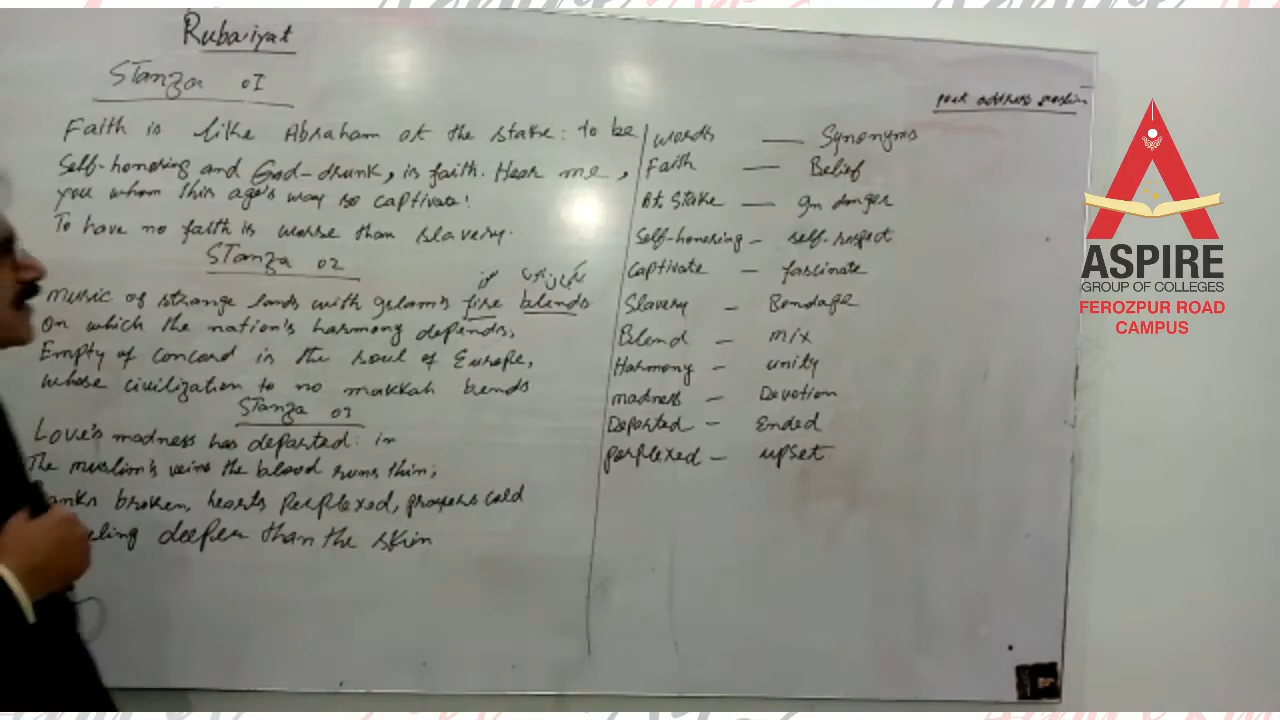 Rubaiyat
Stanza 01
Faith is like Abraham at the stake: to be
Self-honoring and God-drunk, is faith. Hear me,
you whom this age's way so captivate!
To have no faith is worse than slavery.
Stanza 02
Music of strange lands with Islam's fire blends
On which the nation's harmony depends,
Empty of concord is the soul of Europe,
whose civilization to no makkah bends
Stanza 03
Love's madness has departed: in
The muslim's veins the blood runs thin;
anks broken, hearts Perplexed, prayers cold
eling deeper than the skin
words — Synonyms
Faith — Belief
At Stake — In danger
Self-honoring - self-respect
Captivate - fascinate
Slavery - Bondage
Blend - mix
Harmony - unity
madness - Devotion
Departed - Ended
perplexed - upset
ASPIRE
GROUP OF COLLEGES
FEROZPUR ROAD
CAMPUS